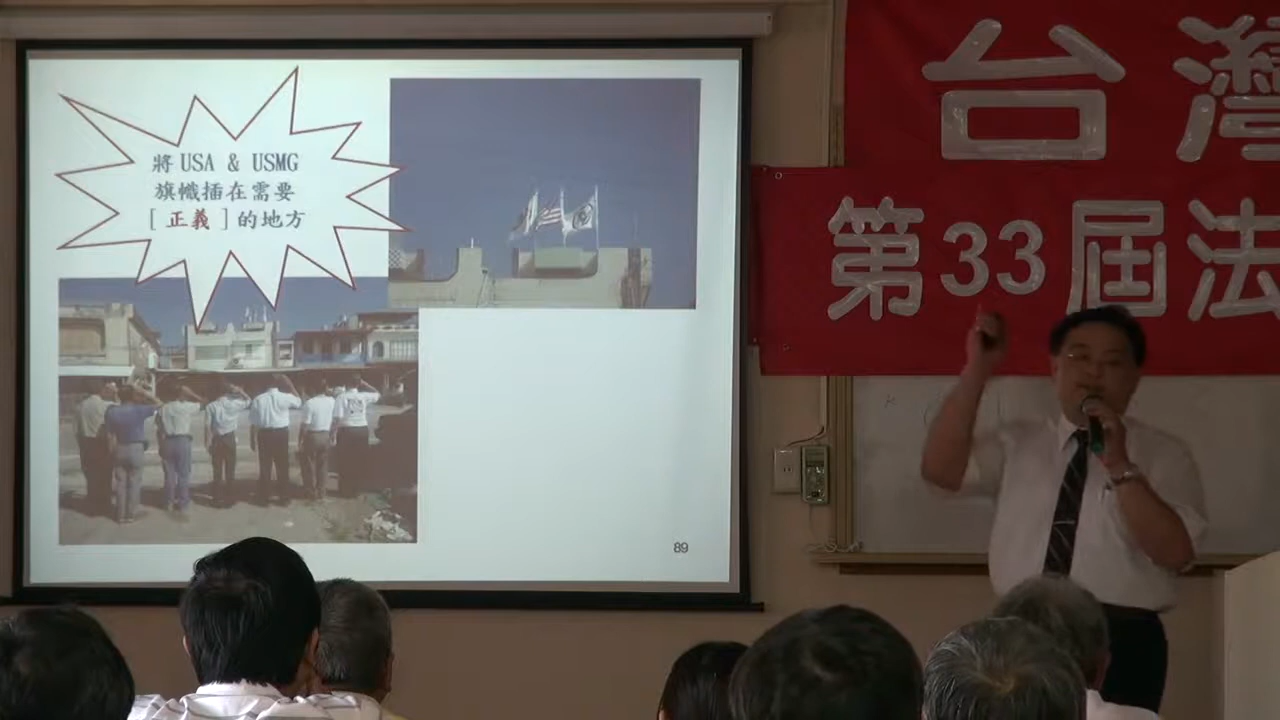 將 USA & USMG
旗幟插在需要
[ 正義 ] 的地方
89
台灣
第33屆法